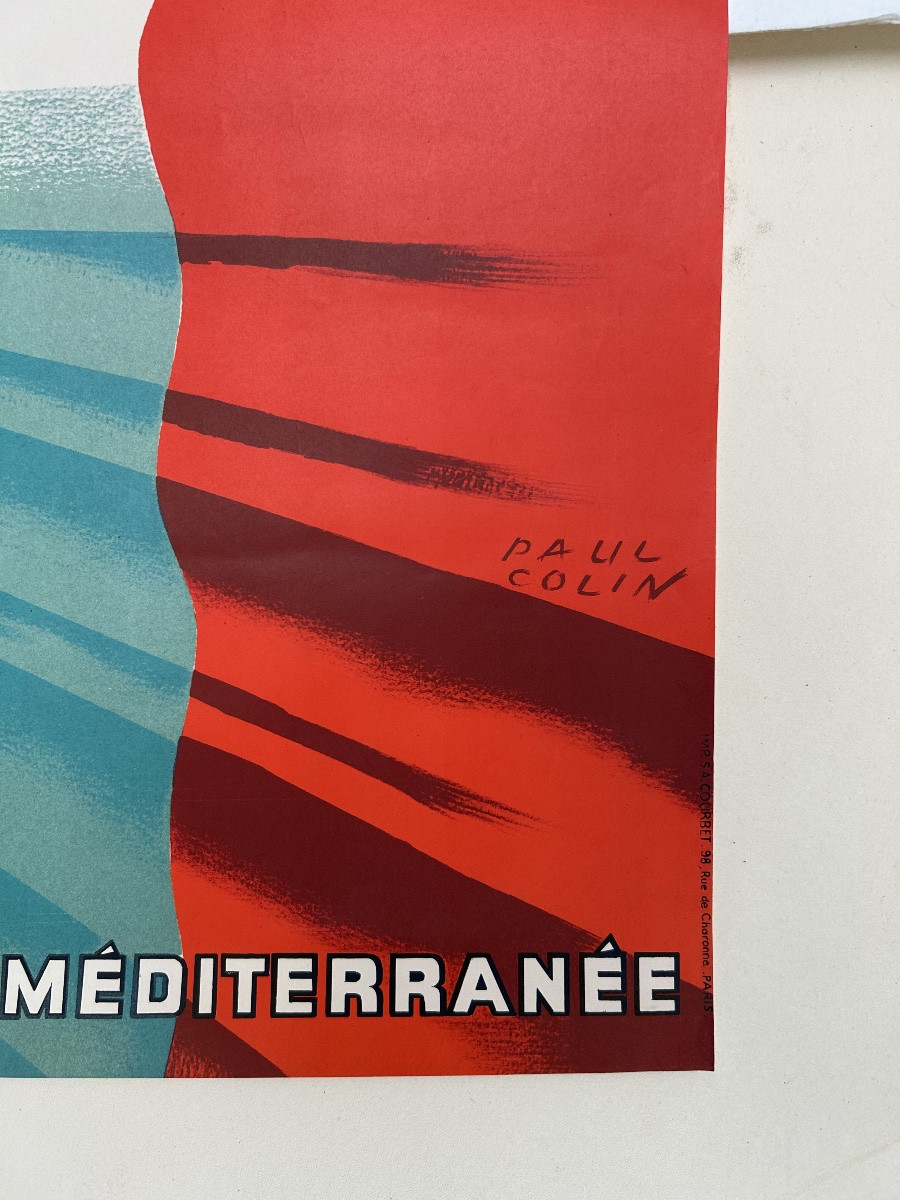 PAUL
COLIN
IMP. S.A. COURBET. 98, Rue de Charonne. PARIS
MÉDITERRANÉE